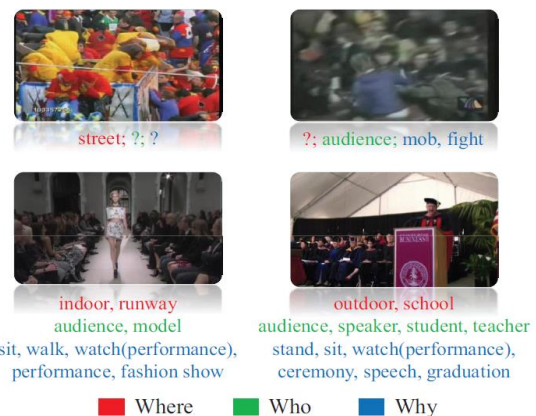 street; ?; ?
?; audience; mob, fight
indoor, runway
audience, model
sit, walk, watch(performance),
performance, fashion show
outdoor, school
audience, speaker, student, teacher
stand, sit, watch(performance),
ceremony, speech, graduation
Where
Who
Why